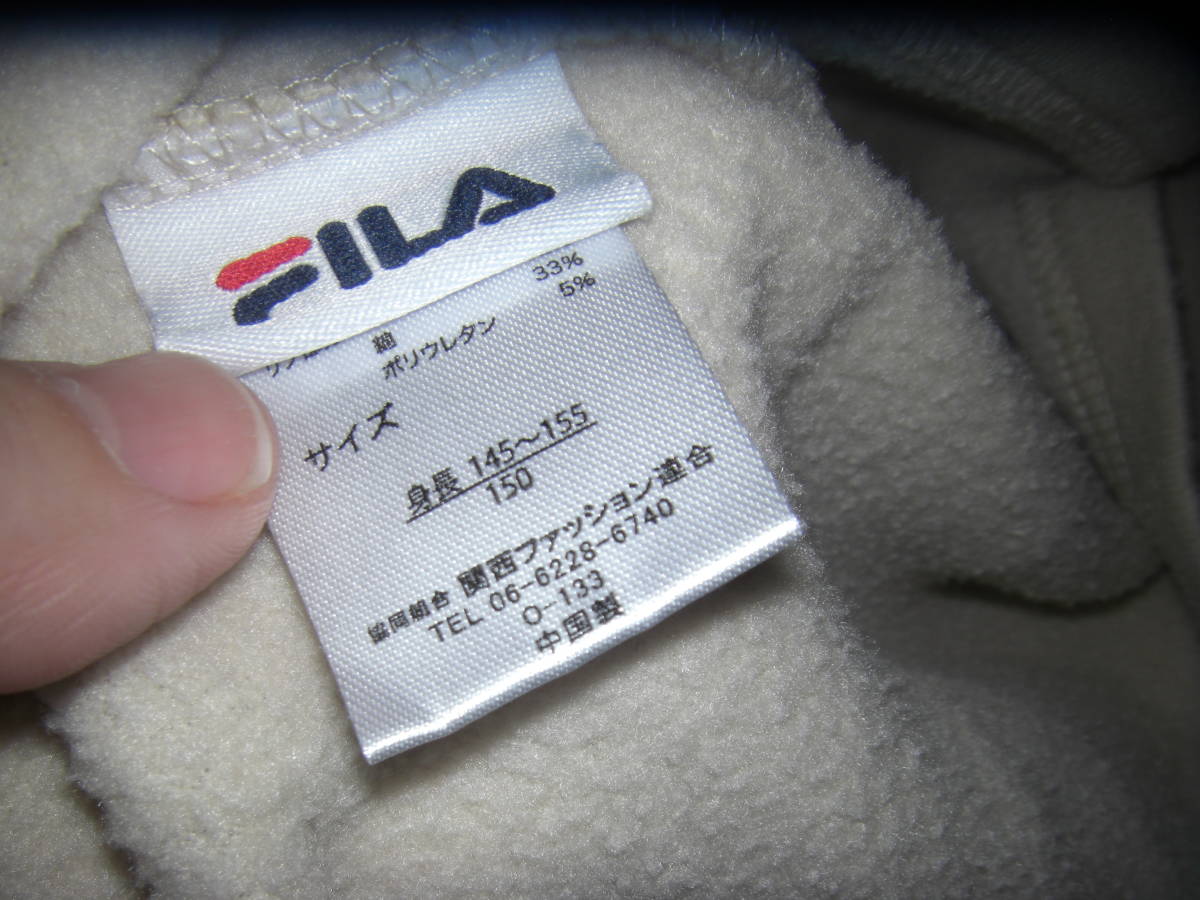 FILA
33%
綿
5%
ポリウレタン
サイズ
身長 145~155
150
協同組合 関西ファッション連合
TEL 06-6228-6740
O-133
中国製